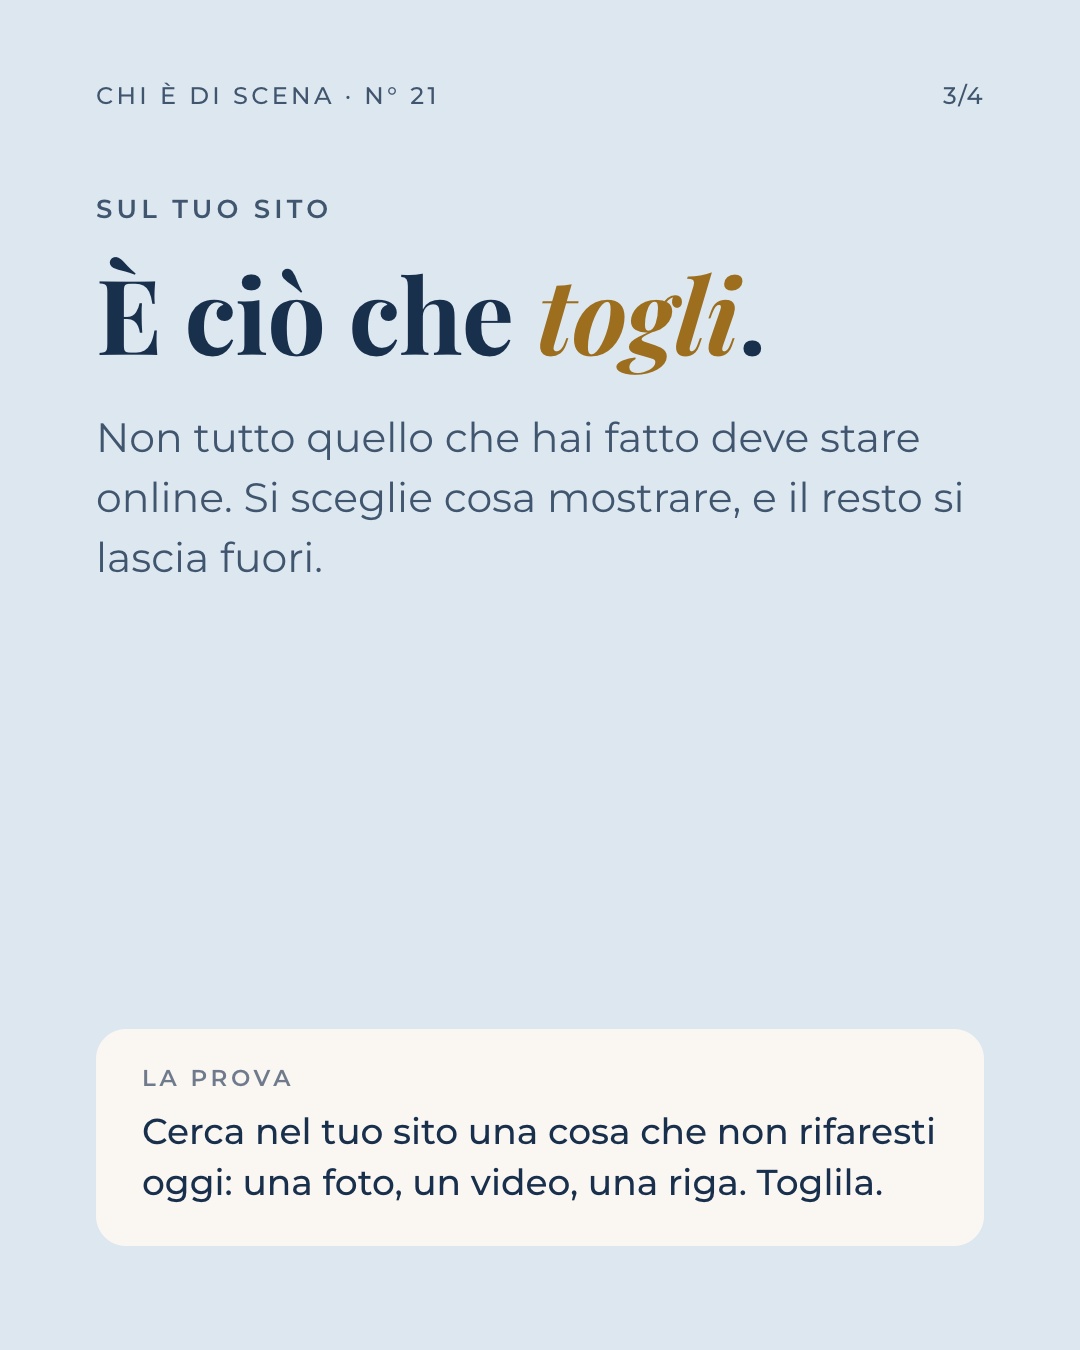 CHI È DI SCENA · N° 21
3/4
SUL TUO SITO
È ciò che togli.
Non tutto quello che hai fatto deve stare
online. Si sceglie cosa mostrare, e il resto si
lascia fuori.
LA PROVA
Cerca nel tuo sito una cosa che non rifaresti
oggi: una foto, un video, una riga. Toglila.